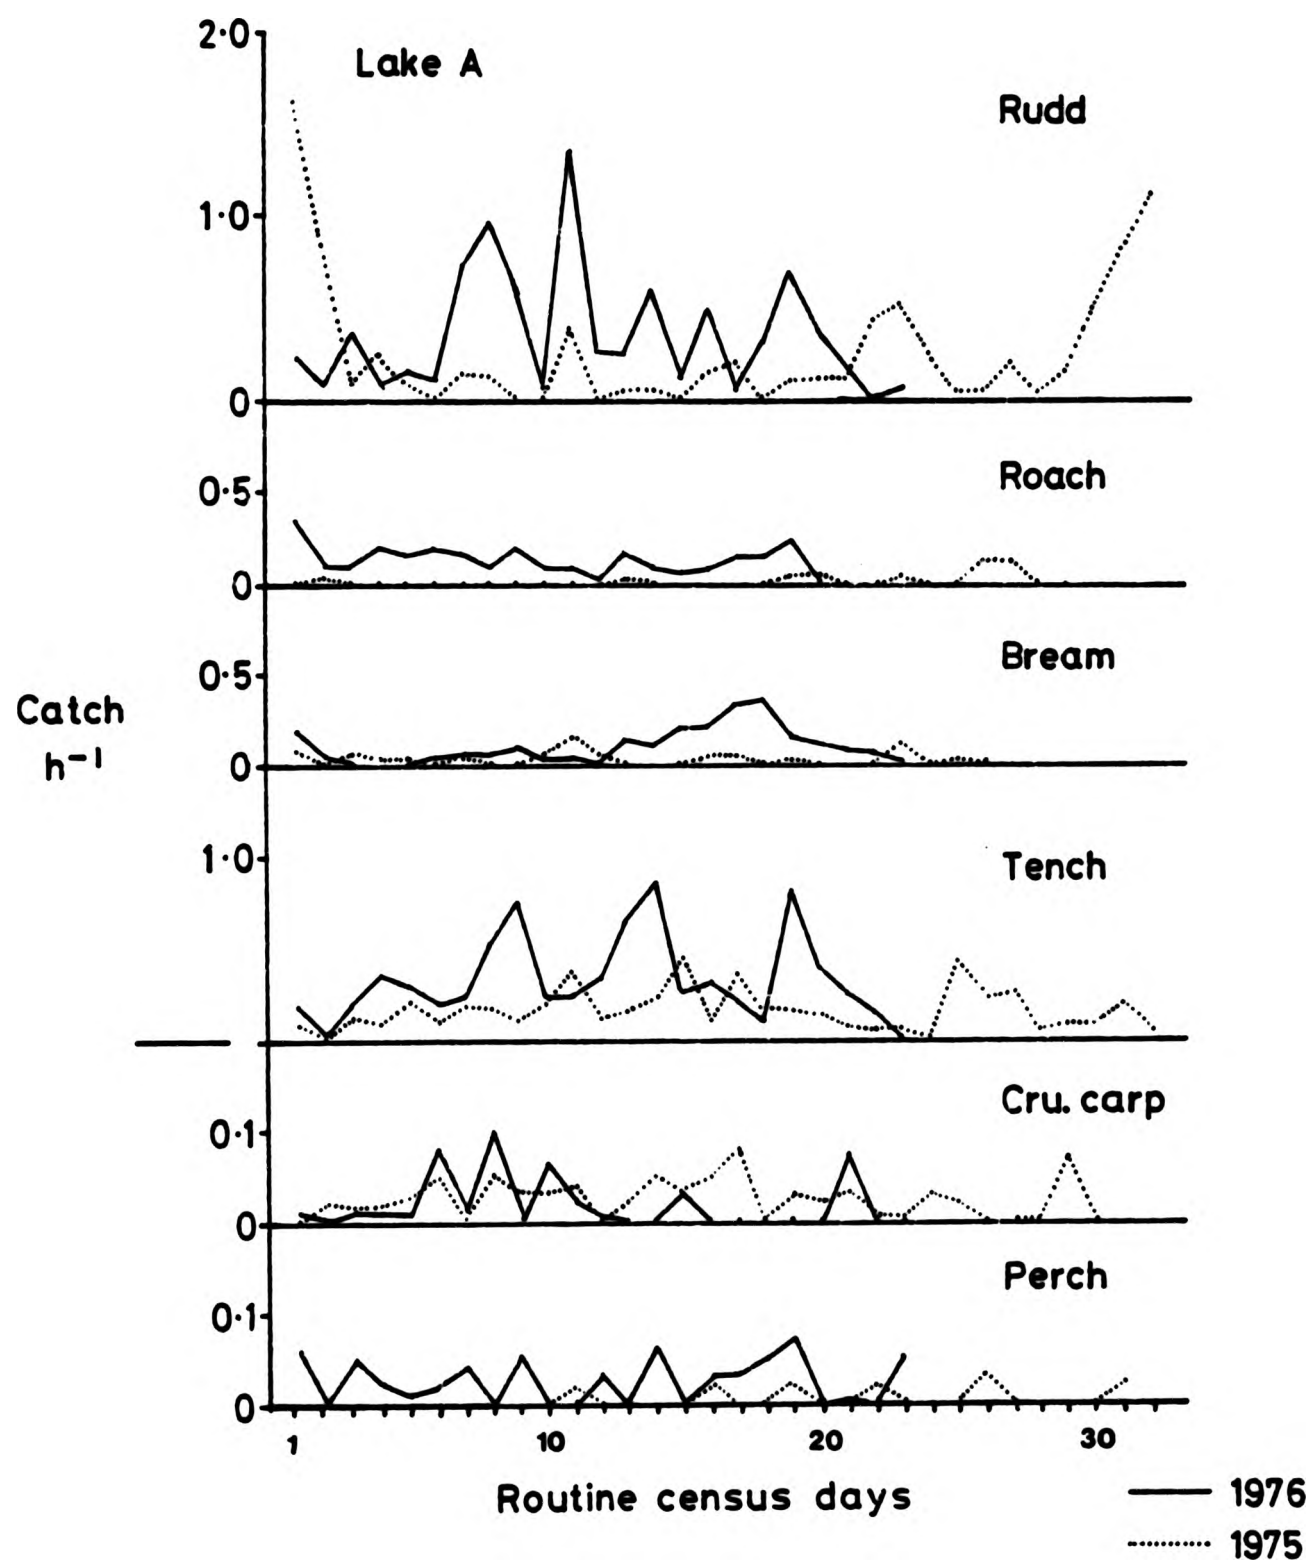 2·0
Lake A
Rudd
1·0
0
Roach
0·5
0
Bream
0·5
Catch
h⁻¹
0
Tench
1·0
Cru. carp
0·1
0
Perch
0·1
0
1 10 20 30
Routine census days
1976
1975